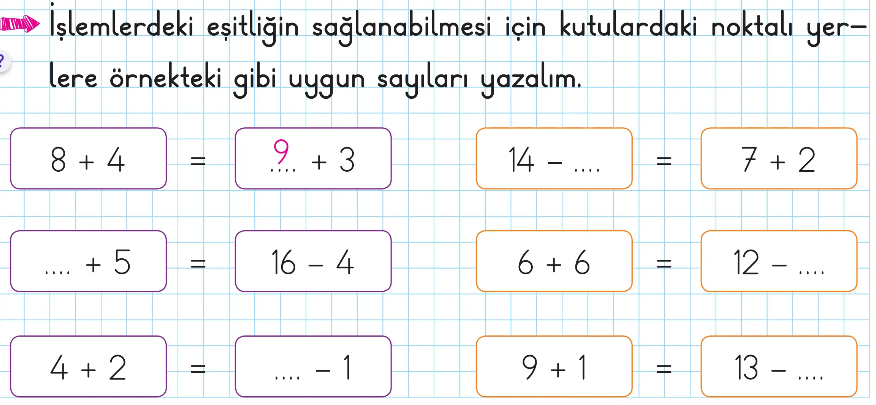 İşlemlerdeki eşitliğin sağlanabilmesi için kutulardaki noktalı yer–
lere örnekteki gibi uygun sayıları yazalım.
8 + 4 = 9 .... + 3 14 – .... = 7 + 2
.... + 5 = 16 – 4 6 + 6 = 12 – ....
4 + 2 = .... – 1 9 + 1 = 13 – ....
?